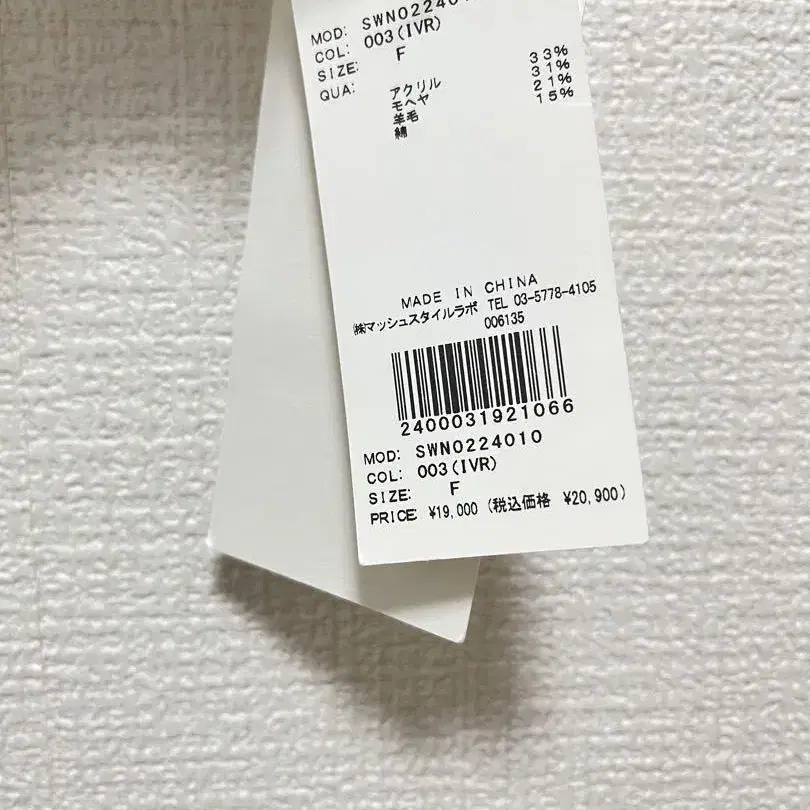 MOD: SWN022401
COL: 003(IVR)
SIZE: F
QUA: アクリル 33%
モヘヤ 31%
羊毛 21%
綿 15%
MADE IN CHINA
㈱マッシュスタイルラボ TEL 03-5778-4105
006135
2400031921066
MOD: SWN0224010
COL: 003(IVR)
SIZE: F
PRICE: ¥19,000 (税込価格 ¥20,900)